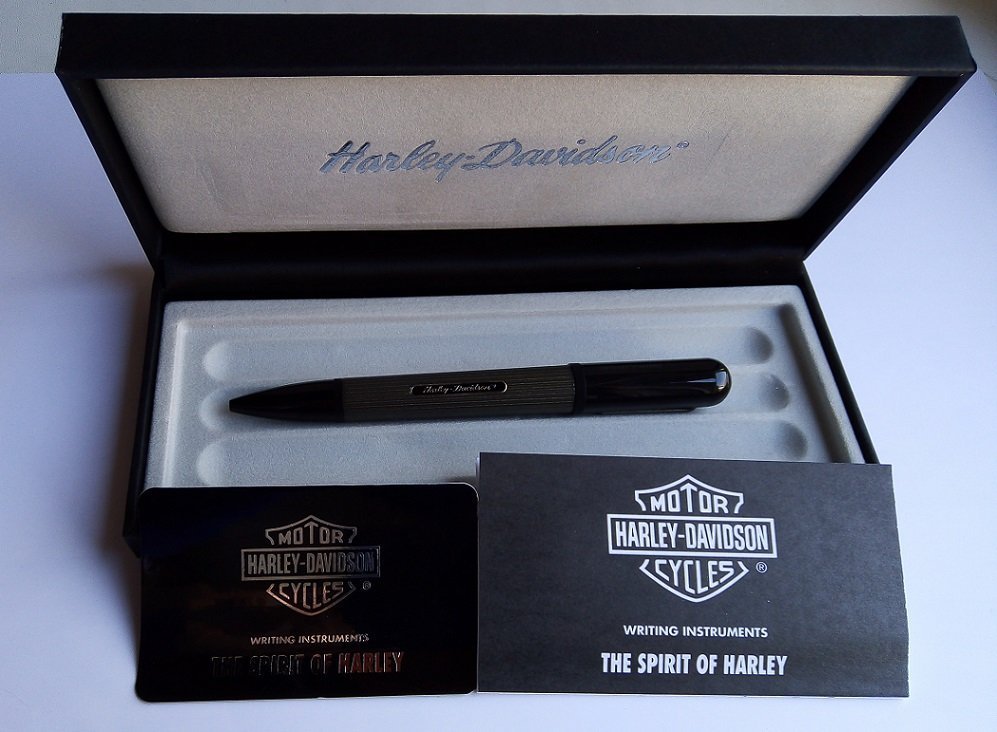 Harley-Davidson®
Harley-Davidson
MOTOR
HARLEY-DAVIDSON
CYCLES®
WRITING INSTRUMENTS
THE SPIRIT OF HARLEY
MOTOR
HARLEY-DAVIDSON
CYCLES®
WRITING INSTRUMENTS
THE SPIRIT OF HARLEY